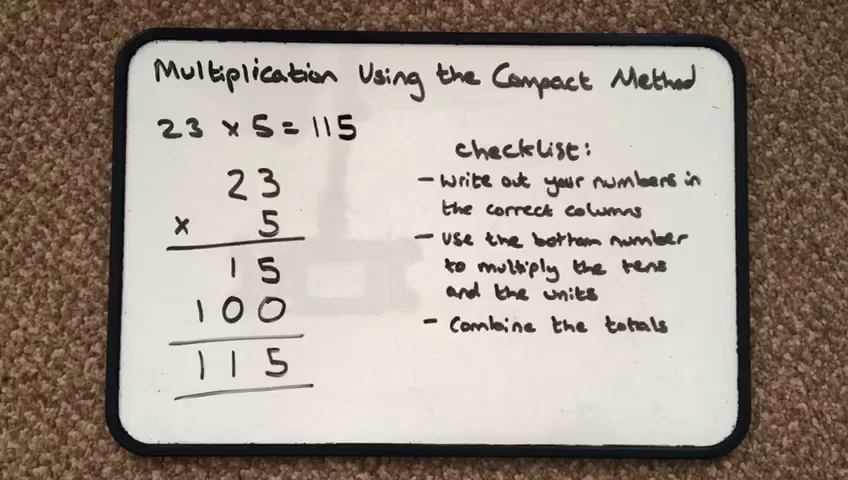 Multiplication Using the Compact Method
23 × 5 = 115
23
× 5
15
100
115
Checklist:
- Write out your numbers in
the correct columns
- Use the bottom number
to multiply the tens
and the units
- Combine the totals